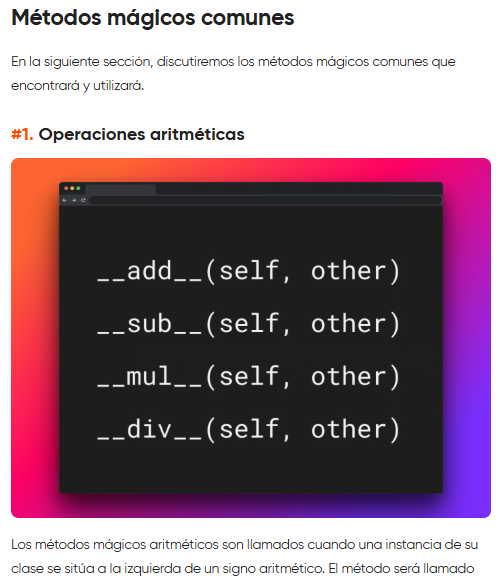 Métodos mágicos comunes
En la siguiente sección, discutiremos los métodos mágicos comunes que
encontrará y utilizará.
#1. Operaciones aritméticas
__add__(self, other)
__sub__(self, other)
__mul__(self, other)
__div__(self, other)
Los métodos mágicos aritméticos son llamados cuando una instancia de su
clase se sitúa a la izquierda de un signo aritmético. El método será llamado